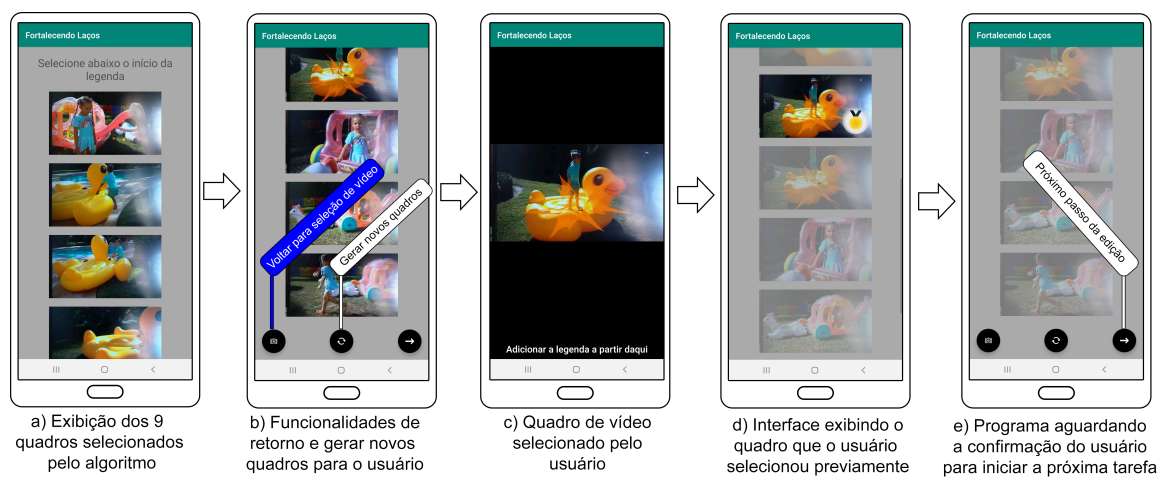 Fortalecendo Laços
Selecione abaixo o início da
legenda
a) Exibição dos 9
quadros selecionados
pelo algoritmo
Fortalecendo Laços
Voltar para seleção de vídeo
Gerar novos quadros
b) Funcionalidades de
retorno e gerar novos
quadros para o usuário
Fortalecendo Laços
Adicionar a legenda a partir daqui
c) Quadro de vídeo
selecionado pelo
usuário
Fortalecendo Laços
d) Interface exibindo o
quadro que o usuário
selecionou previamente
Fortalecendo Laços
Próximo passo da edição
e) Programa aguardando
a confirmação do usuário
para iniciar a próxima tarefa